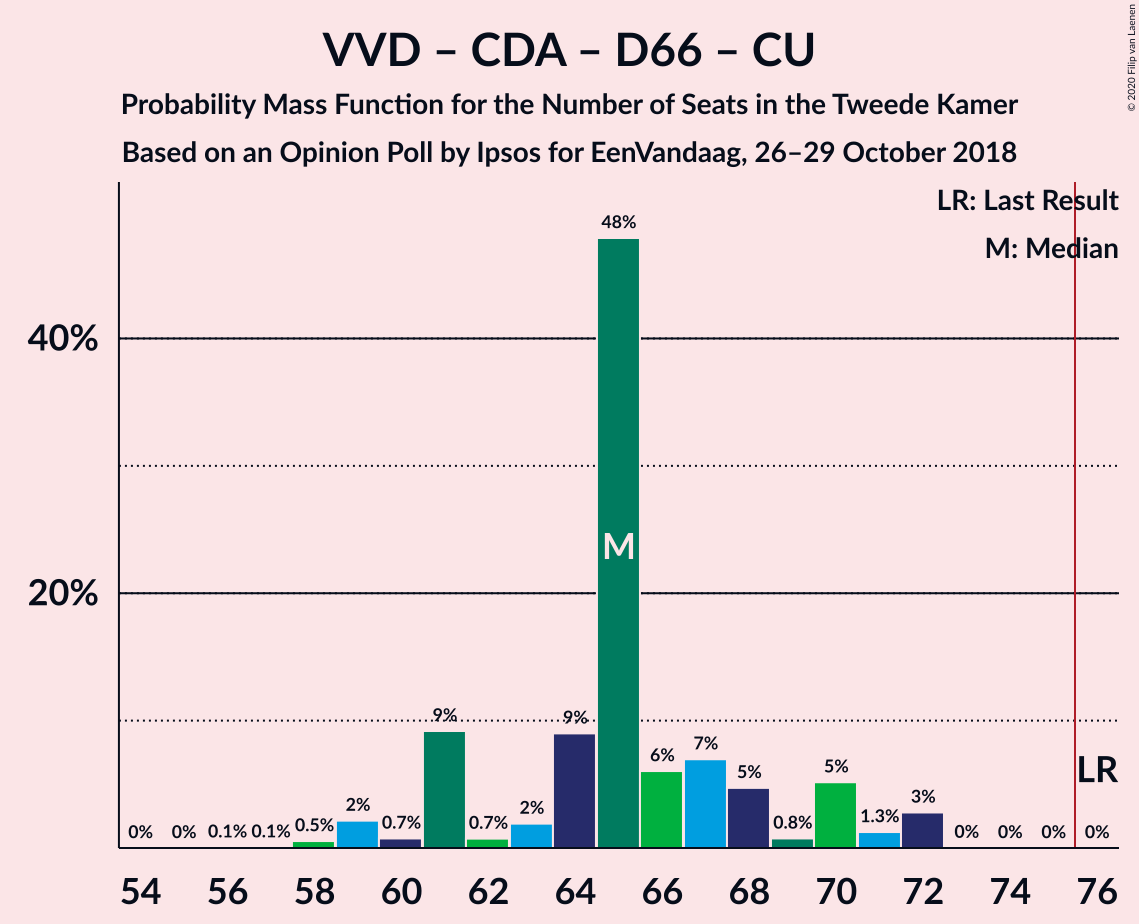 VVD – CDA – D66 – CU
Probability Mass Function for the Number of Seats in the Tweede Kamer
Based on an Opinion Poll by Ipsos for EenVandaag, 26–29 October 2018
© 2020 Filip van Laenen
LR: Last Result
M: Median
40%
20%
0% 0% 0.1% 0.1% 0.5% 2% 0.7% 9% 0.7% 2% 9% 48% 6% 7% 5% 0.8% 5% 1.3% 3% 0% 0% 0% 0%
M
LR
54 56 58 60 62 64 66 68 70 72 74 76